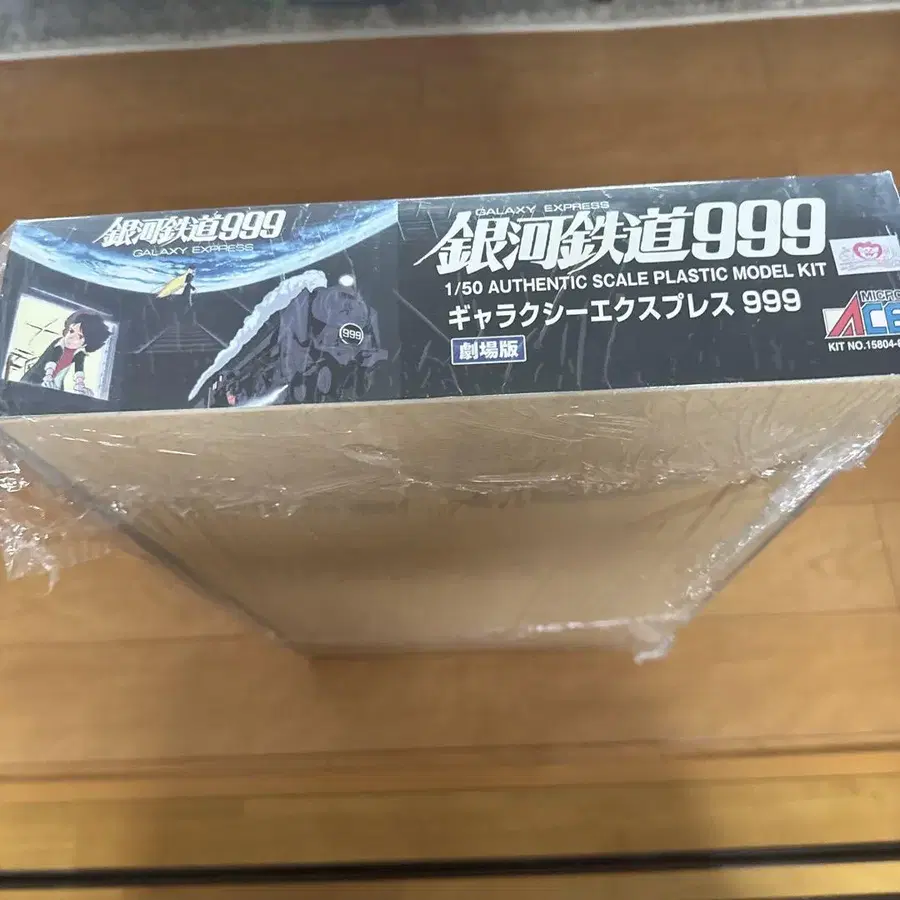 銀河鉄道999
GALAXY EXPRESS
999
GALAXY EXPRESS
銀河鉄道999
1/50 AUTHENTIC SCALE PLASTIC MODEL KIT
ギャラクシーエクスプレス 999
劇場版
MICRO
ACE
KIT NO.15804-